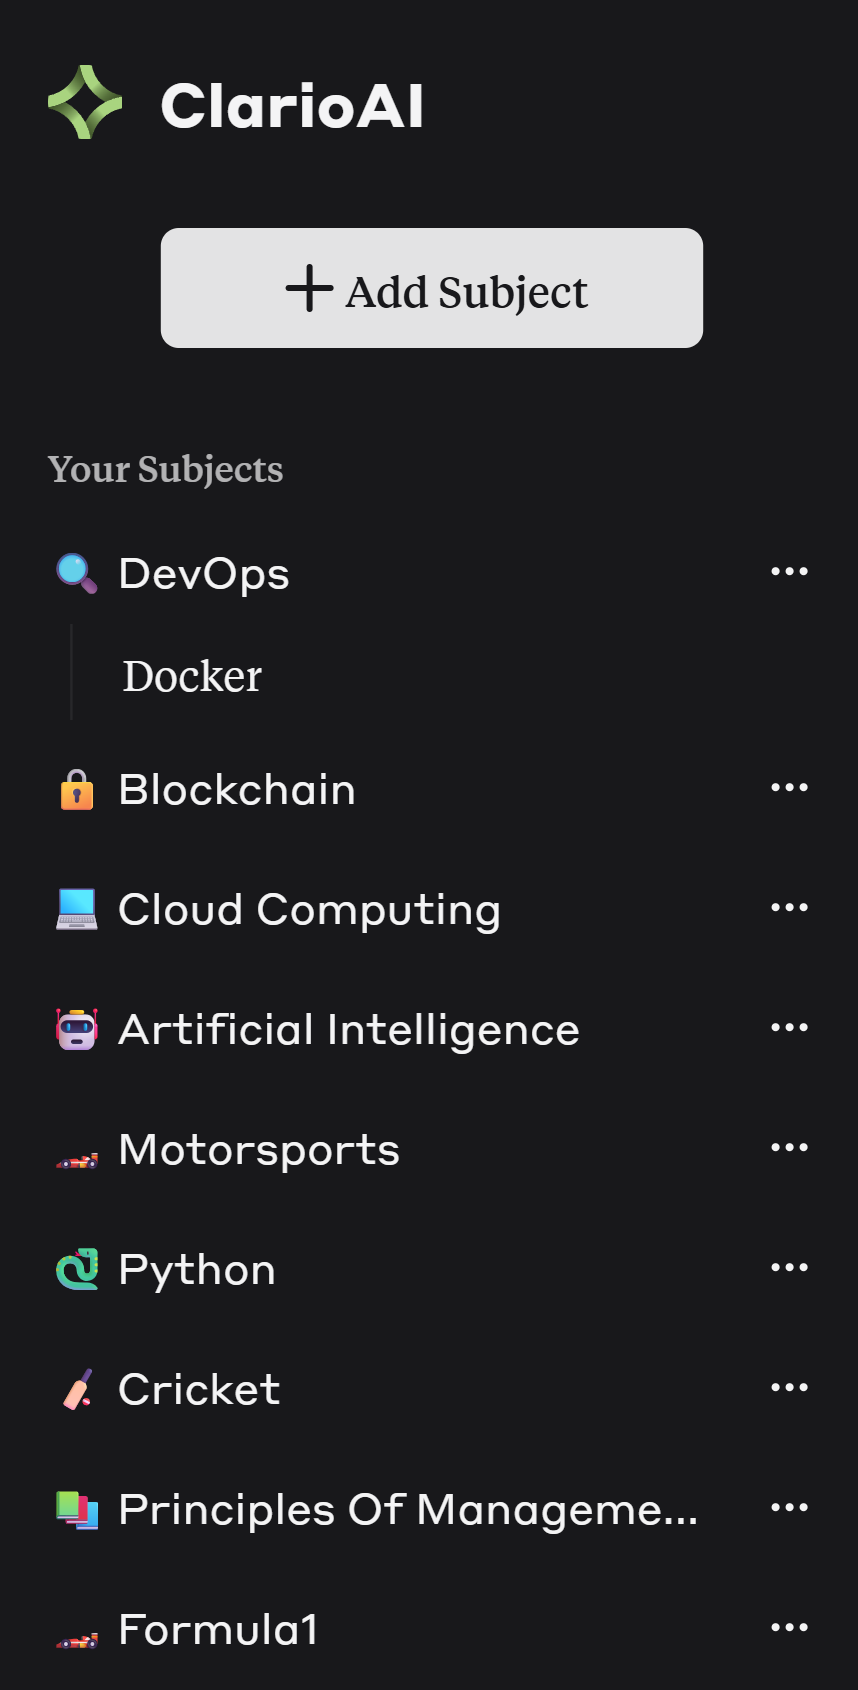 ClarioAI
Add Subject
Your Subjects
DevOps
Docker
Blockchain
Cloud Computing
Artificial Intelligence
Motorsports
Python
Cricket
Principles Of Manageme...
Formula1